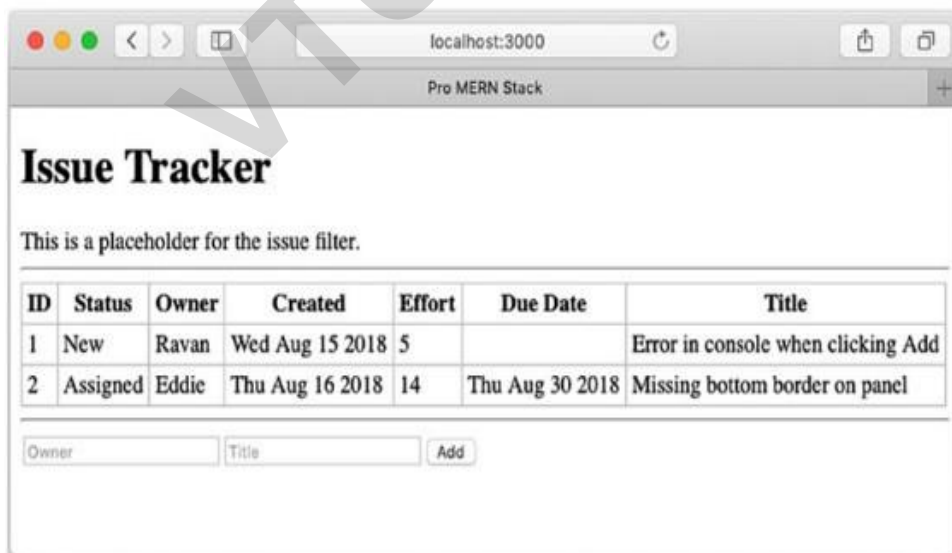 localhost:3000
Pro MERN Stack
Issue Tracker
This is a placeholder for the issue filter.
ID Status Owner Created Effort Due Date Title
1 New Ravan Wed Aug 15 2018 5 Error in console when clicking Add
2 Assigned Eddie Thu Aug 16 2018 14 Thu Aug 30 2018 Missing bottom border on panel
Owner Title Add